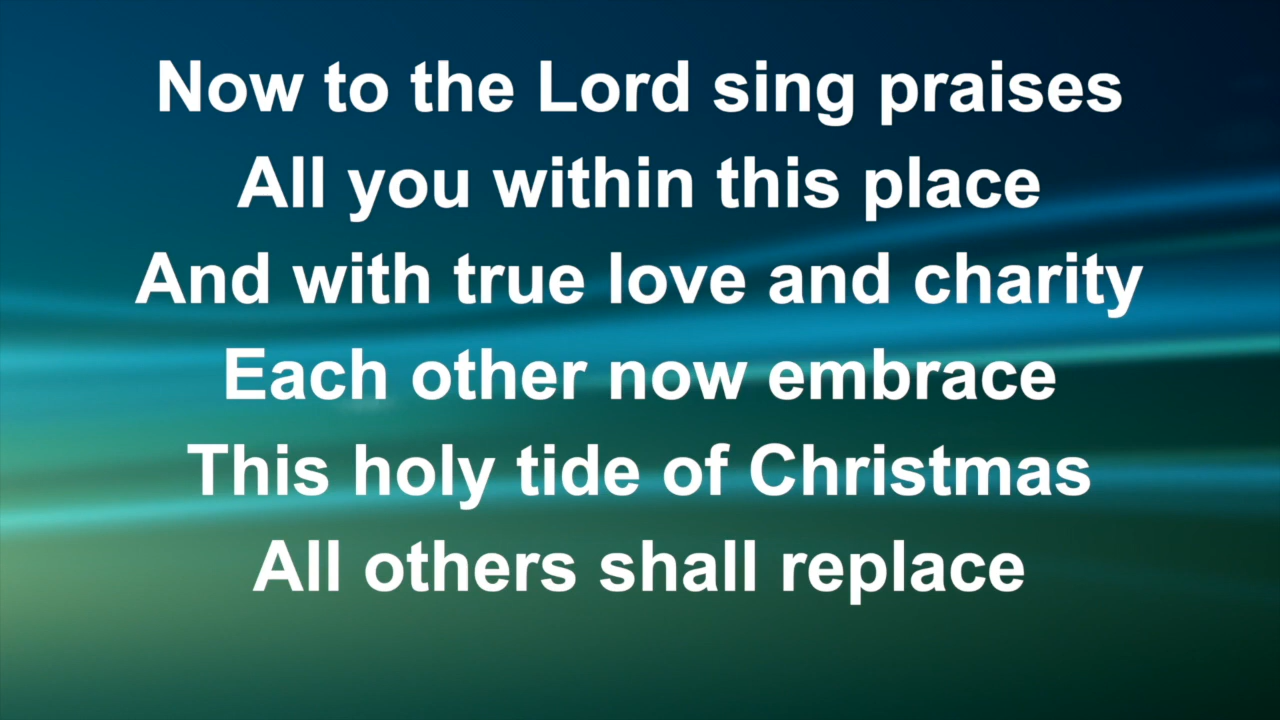 Now to the Lord sing praises
All you within this place
And with true love and charity
Each other now embrace
This holy tide of Christmas
All others shall replace